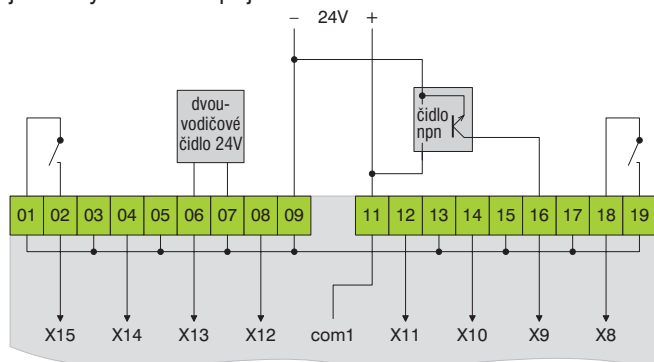 − 24V +
dvou-
vodičové
čidlo 24V
čidlo
npn
01 02 03 04 05 06 07 08 09 11 12 13 14 15 16 17 18 19
X15 X14 X13 X12 com1 X11 X10 X9 X8